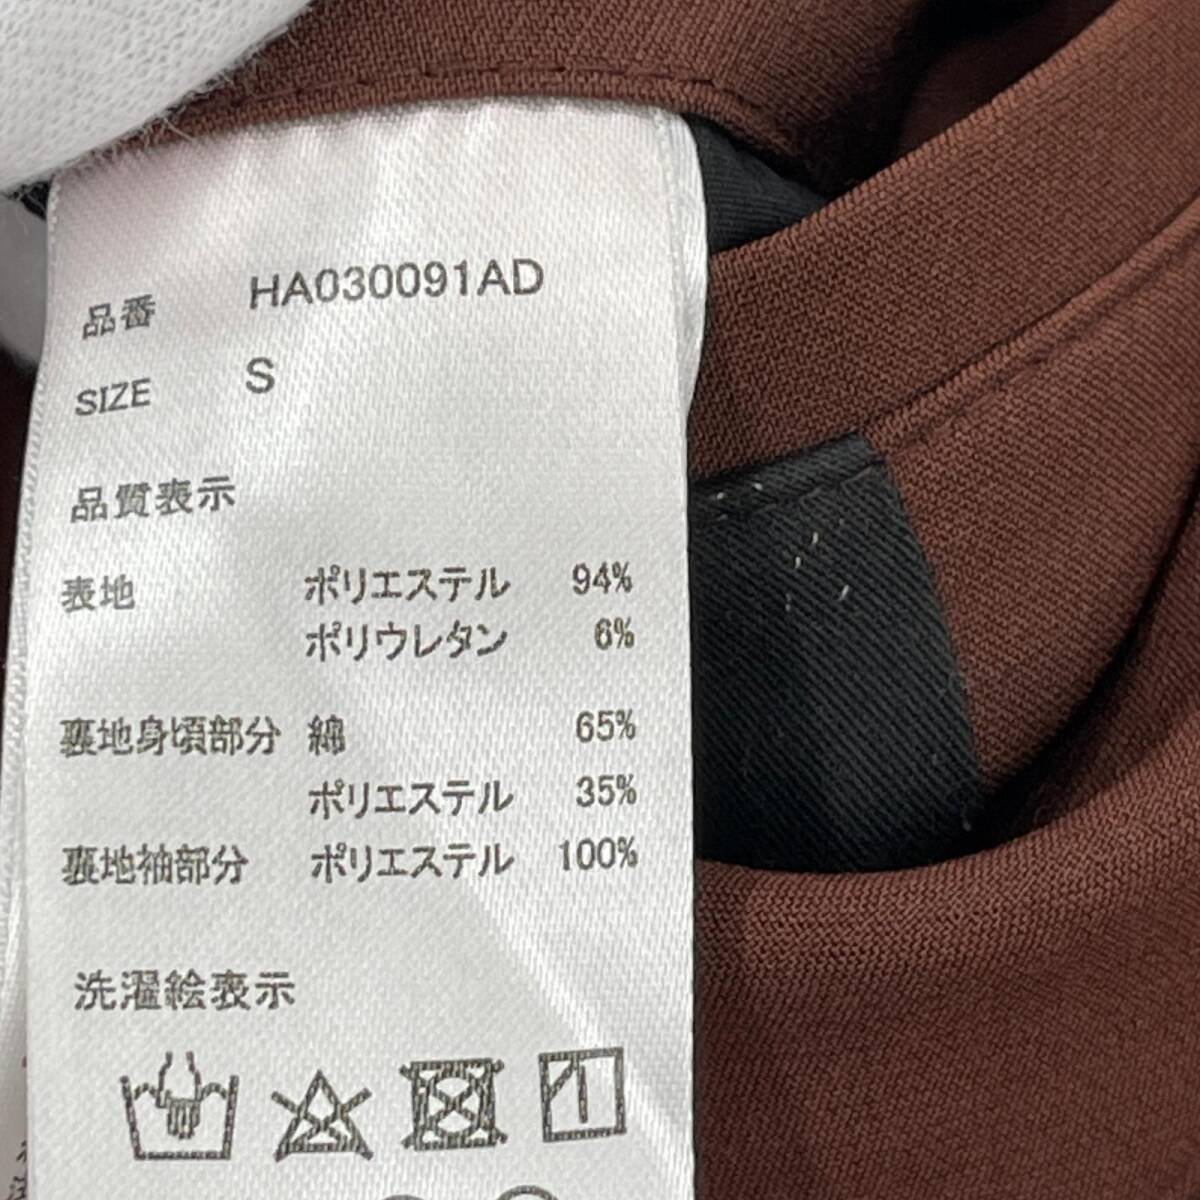 品番 HA030091AD
SIZE S
品質表示
表地 ポリエステル 94%
ポリウレタン 6%
裏地身頃部分 綿 65%
ポリエステル 35%
裏地袖部分 ポリエステル 100%
洗濯絵表示